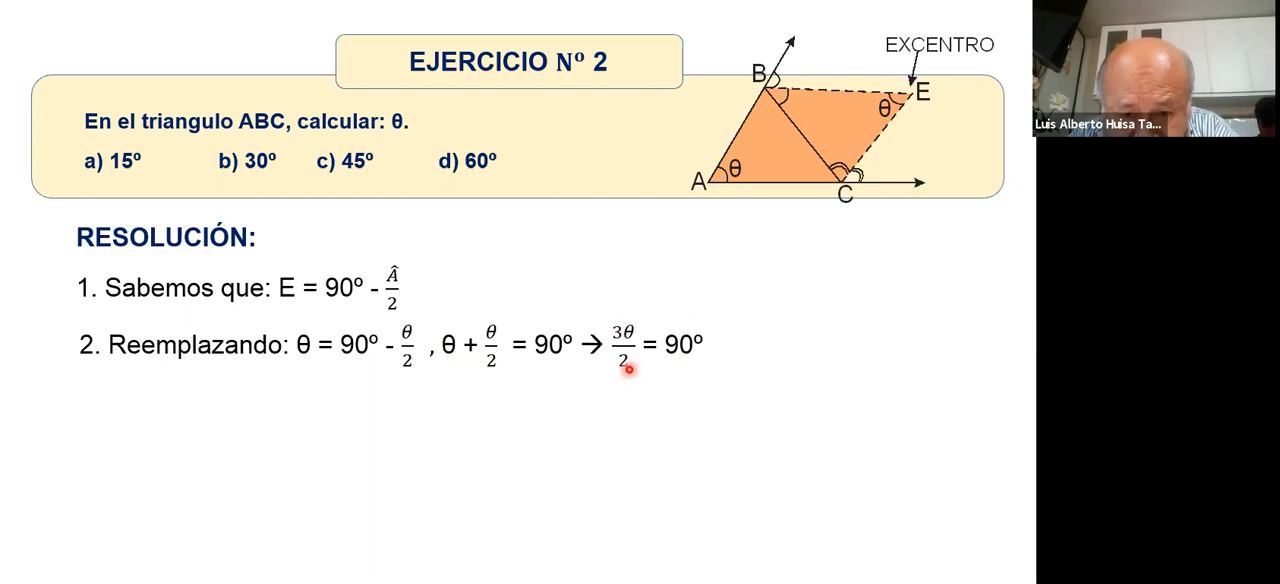 EJERCICIO Nº 2
En el triangulo ABC, calcular: θ.
a) 15º b) 30º c) 45º d) 60º
EXCENTRO
B
E
θ
A
θ
C
Luis Alberto Huisa Ta...
RESOLUCIÓN:
1. Sabemos que: E = 90º - Â/2
2. Reemplazando: θ = 90º - θ/2 , θ + θ/2 = 90º → 3θ/2 = 90º